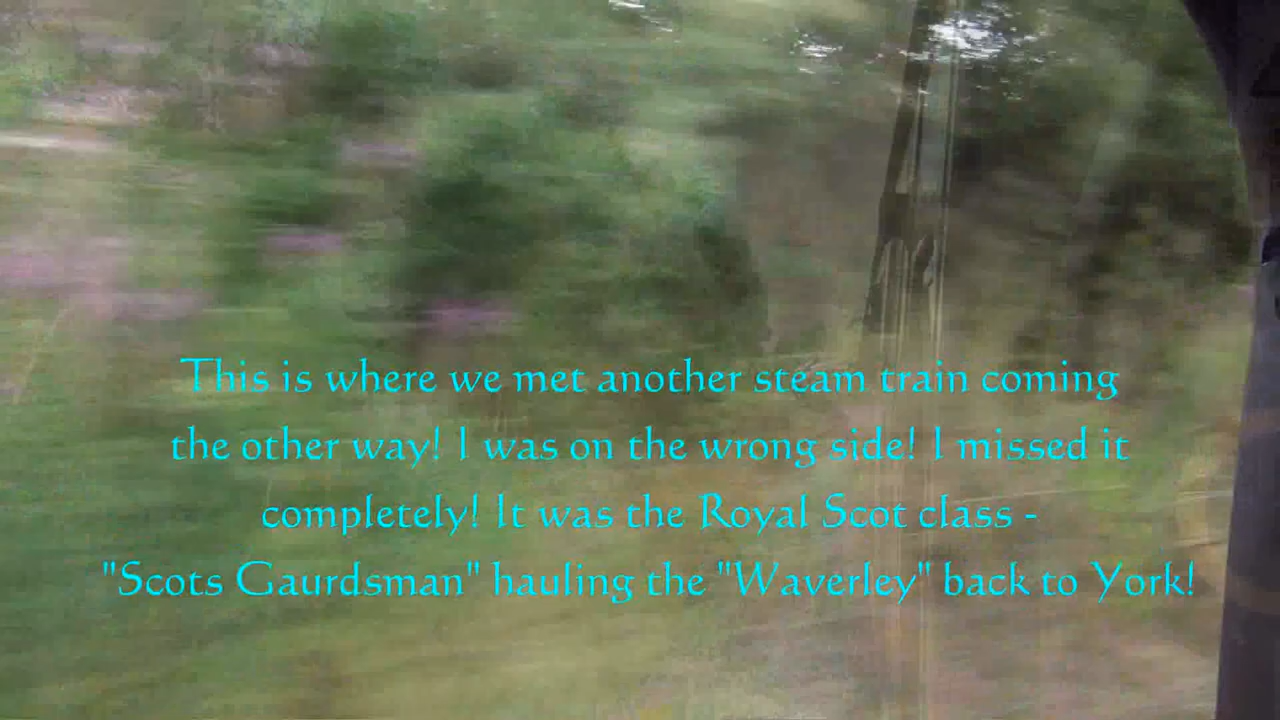 This is where we met another steam train coming
the other way! I was on the wrong side! I missed it
completely! It was the Royal Scot class -
"Scots Gaurdsman" hauling the "Waverley" back to York!